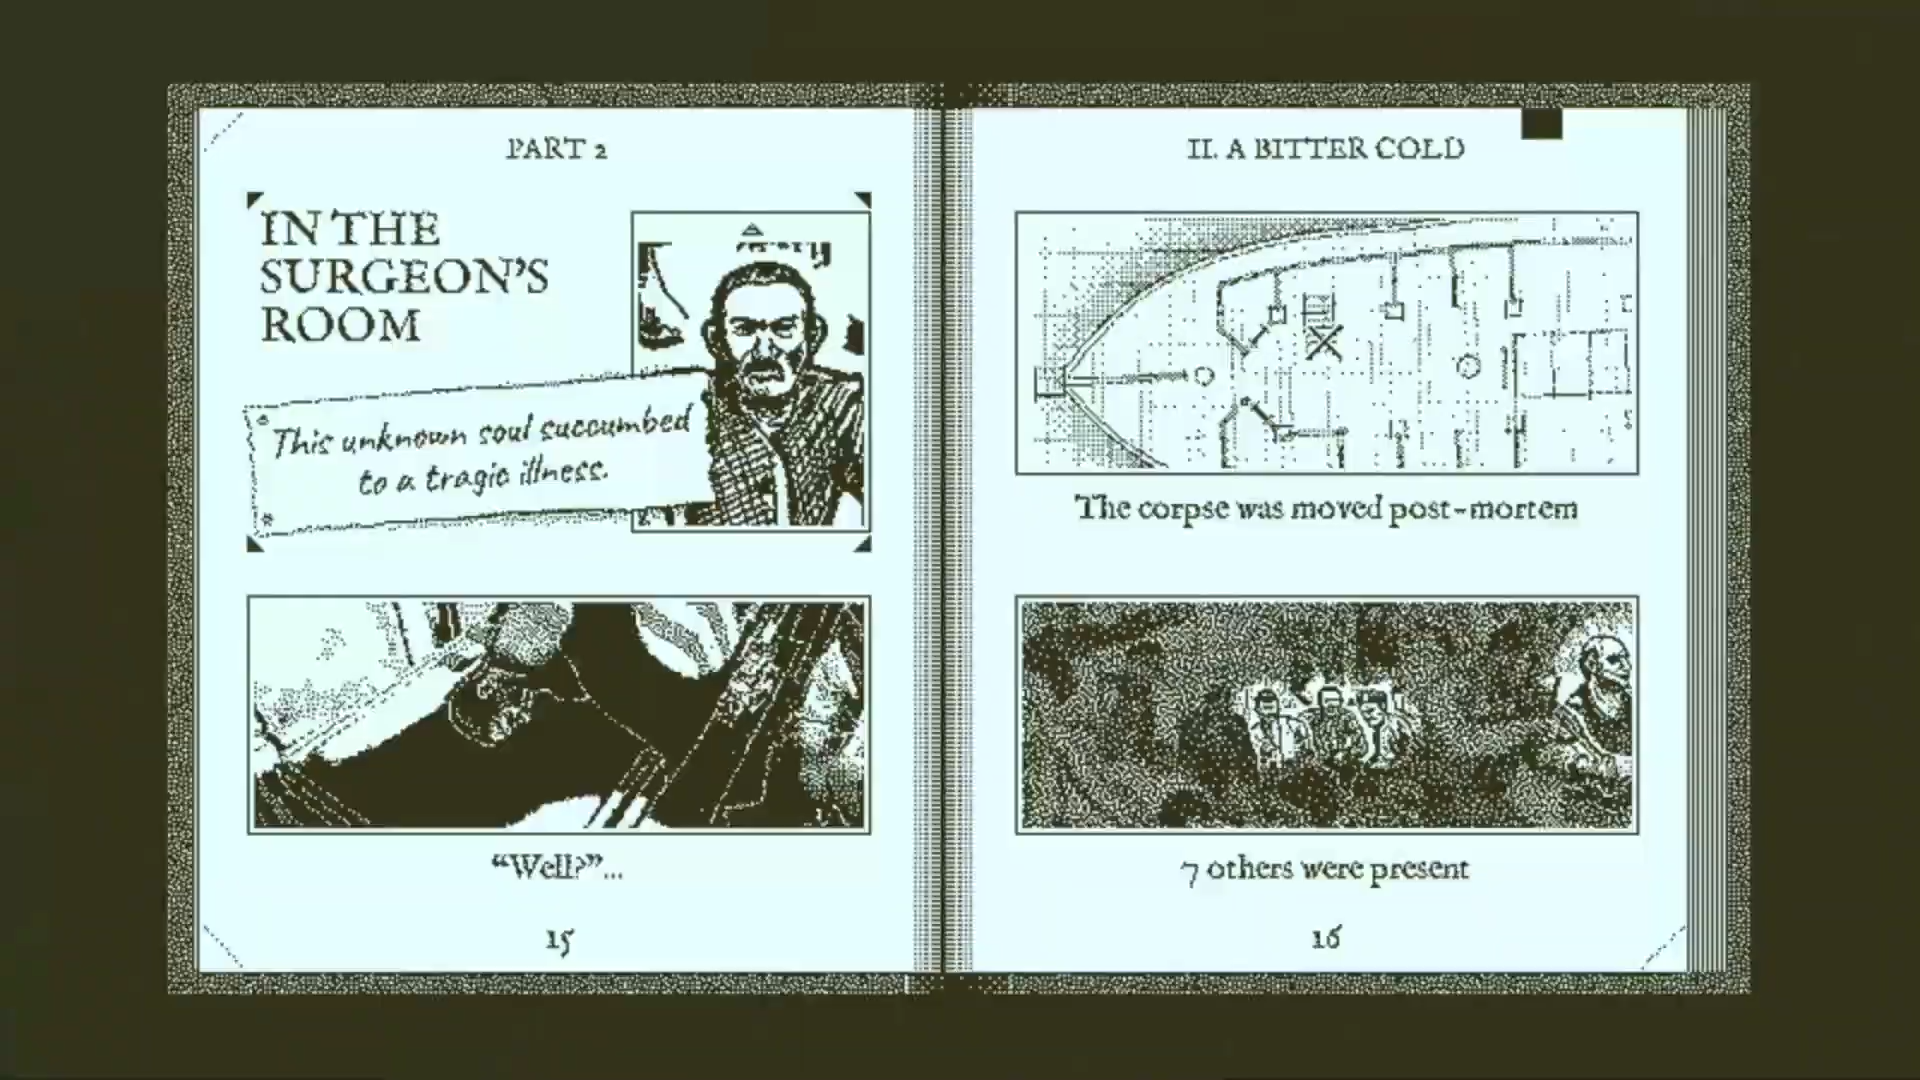 PART 2
IN THE
SURGEON'S
ROOM
This unknown soul succumbed
to a tragic illness.
"Well?"...
15
II. A BITTER COLD
The corpse was moved post-mortem
7 others were present
16